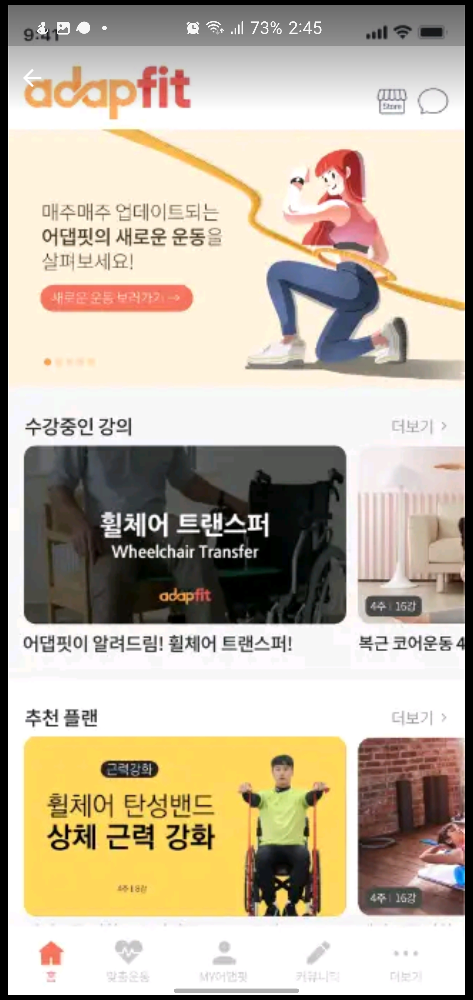 9:41
73% 2:45
adapfit
Store
매주매주 업데이트되는
어댑핏의 새로운 운동을
살펴보세요!
새로운 운동 보러가기 →
수강중인 강의
더보기 >
휠체어 트랜스퍼
Wheelchair Transfer
adapfit
4주 | 16강
어댑핏이 알려드림! 휠체어 트랜스퍼!
복근 코어운동 4
추천 플랜
더보기 >
근력강화
휠체어 탄성밴드
상체 근력 강화
4주 | 8강
4주 | 16강
홈
맞춤운동
MY어댑핏
커뮤니티
더보기